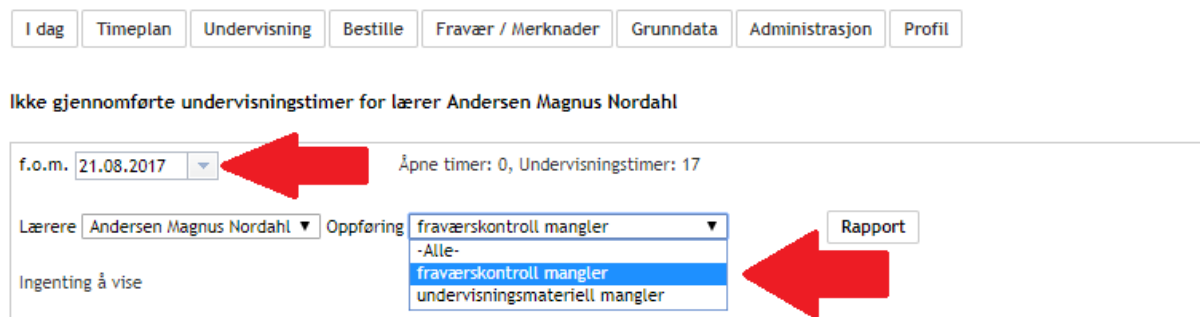 I dag Timeplan Undervisning Bestille Fravær / Merknader Grunndata Administrasjon Profil
Ikke gjennomførte undervisningstimer for lærer Andersen Magnus Nordahl
f.o.m. 21.08.2017 Åpne timer: 0, Undervisningstimer: 17
Lærere Andersen Magnus Nordahl Oppføring fraværskontroll mangler Rapport
-Alle-
fraværskontroll mangler
Ingenting å vise
undervisningsmateriell mangler